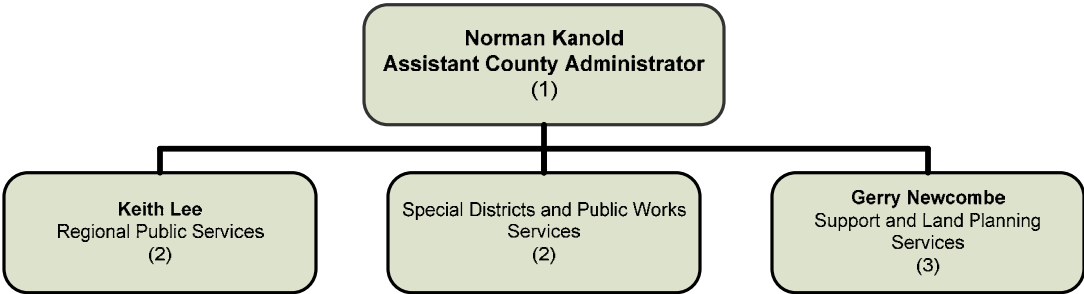 Norman Kanold
Assistant County Administrator
(1)
Keith Lee
Regional Public Services
(2)
Special Districts and Public Works
Services
(2)
Gerry Newcombe
Support and Land Planning
Services
(3)